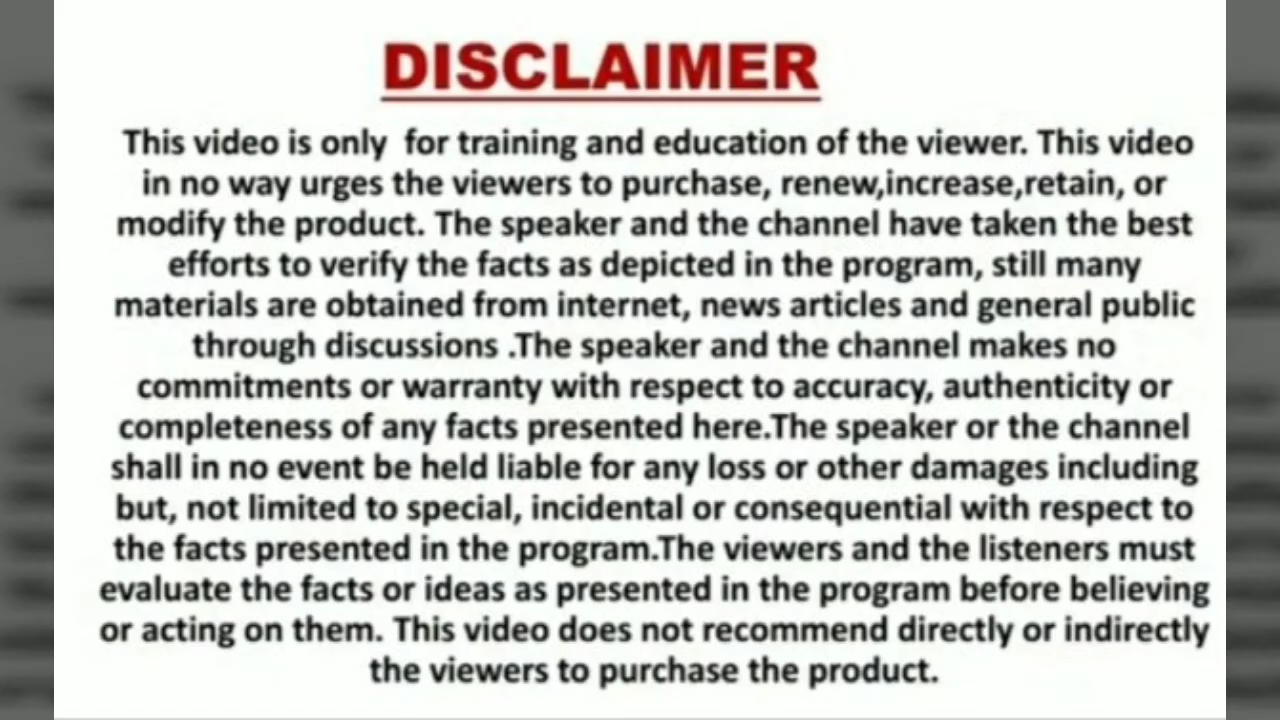 DISCLAIMER
This video is only for training and education of the viewer. This video
in no way urges the viewers to purchase, renew,increase,retain, or
modify the product. The speaker and the channel have taken the best
efforts to verify the facts as depicted in the program, still many
materials are obtained from internet, news articles and general public
through discussions .The speaker and the channel makes no
commitments or warranty with respect to accuracy, authenticity or
completeness of any facts presented here.The speaker or the channel
shall in no event be held liable for any loss or other damages including
but, not limited to special, incidental or consequential with respect to
the facts presented in the program.The viewers and the listeners must
evaluate the facts or ideas as presented in the program before believing
or acting on them. This video does not recommend directly or indirectly
the viewers to purchase the product.